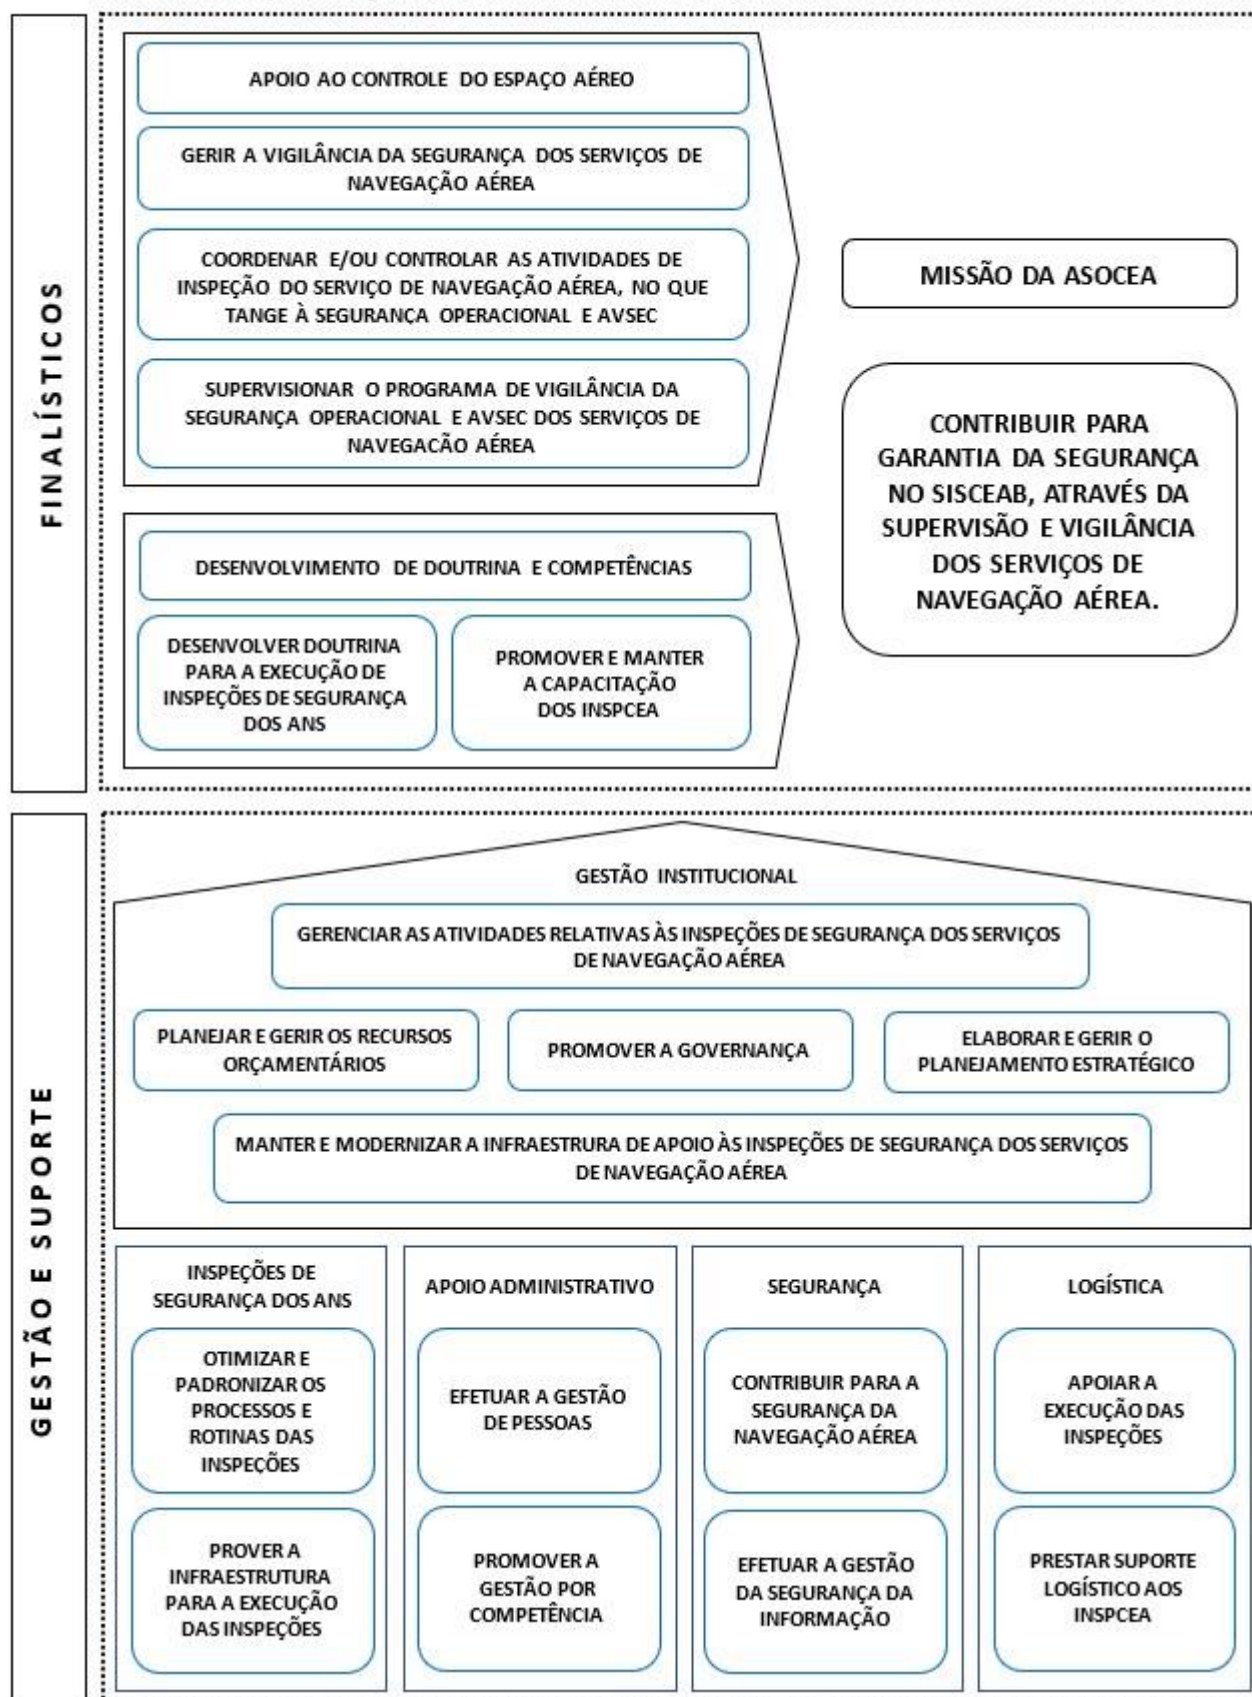 FINALÍSTICOS
APOIO AO CONTROLE DO ESPAÇO AÉREO
GERIR A VIGILÂNCIA DA SEGURANÇA DOS SERVIÇOS DE
NAVEGAÇÃO AÉREA
COORDENAR E/OU CONTROLAR AS ATIVIDADES DE
INSPEÇÃO DO SERVIÇO DE NAVEGAÇÃO AÉREA, NO QUE
TANGE À SEGURANÇA OPERACIONAL E AVSEC
SUPERVISIONAR O PROGRAMA DE VIGILÂNCIA DA
SEGURANÇA OPERACIONAL E AVSEC DOS SERVIÇOS DE
NAVEGACÃO AÉREA
DESENVOLVIMENTO DE DOUTRINA E COMPETÊNCIAS
DESENVOLVER DOUTRINA
PARA A EXECUÇÃO DE
INSPEÇÕES DE SEGURANÇA
DOS ANS
PROMOVER E MANTER
A CAPACITAÇÃO
DOS INSPCEA
MISSÃO DA ASOCEA
CONTRIBUIR PARA
GARANTIA DA SEGURANÇA
NO SISCEAB, ATRAVÉS DA
SUPERVISÃO E VIGILÂNCIA
DOS SERVIÇOS DE
NAVEGAÇÃO AÉREA.
GESTÃO E SUPORTE
GESTÃO INSTITUCIONAL
GERENCIAR AS ATIVIDADES RELATIVAS ÀS INSPEÇÕES DE SEGURANÇA DOS SERVIÇOS
DE NAVEGAÇÃO AÉREA
PLANEJAR E GERIR OS RECURSOS
ORÇAMENTÁRIOS
PROMOVER A GOVERNANÇA
ELABORAR E GERIR O
PLANEJAMENTO ESTRATÉGICO
MANTER E MODERNIZAR A INFRAESTRURA DE APOIO ÀS INSPEÇÕES DE SEGURANÇA DOS SERVIÇOS
DE NAVEGAÇÃO AÉREA
INSPEÇÕES DE
SEGURANÇA DOS ANS
OTIMIZAR E
PADRONIZAR OS
PROCESSOS E
ROTINAS DAS
INSPEÇÕES
PROVER A
INFRAESTRUTURA
PARA A EXECUÇÃO
DAS INSPEÇÕES
APOIO ADMINISTRATIVO
EFETUAR A GESTÃO
DE PESSOAS
PROMOVER A
GESTÃO POR
COMPETÊNCIA
SEGURANÇA
CONTRIBUIR PARA A
SEGURANÇA DA
NAVEGAÇÃO AÉREA
EFETUAR A GESTÃO
DA SEGURANÇA DA
INFORMAÇÃO
LOGÍSTICA
APOIAR A
EXECUÇÃO DAS
INSPEÇÕES
PRESTAR SUPORTE
LOGÍSTICO AOS
INSPCEA